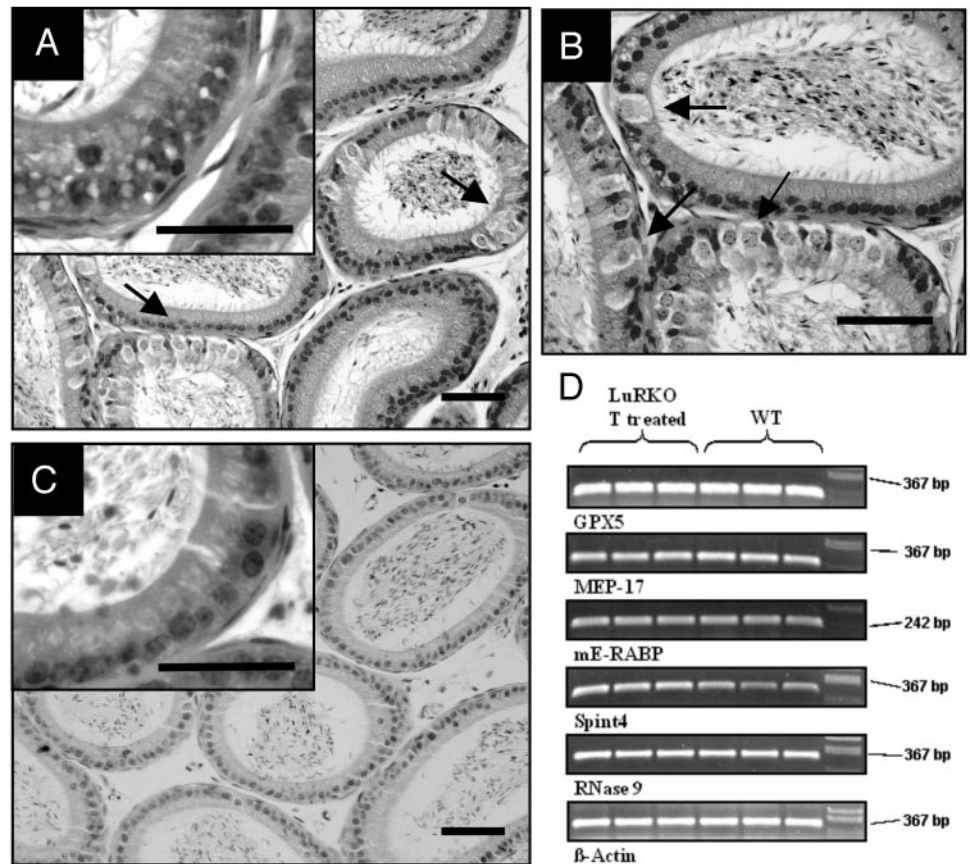 A
B
C
D
LuRKO
T treated
WT
367 bp
GPX5
367 bp
MEP-17
242 bp
mE-RABP
367 bp
Spint4
367 bp
RNase 9
367 bp
ß-Actin